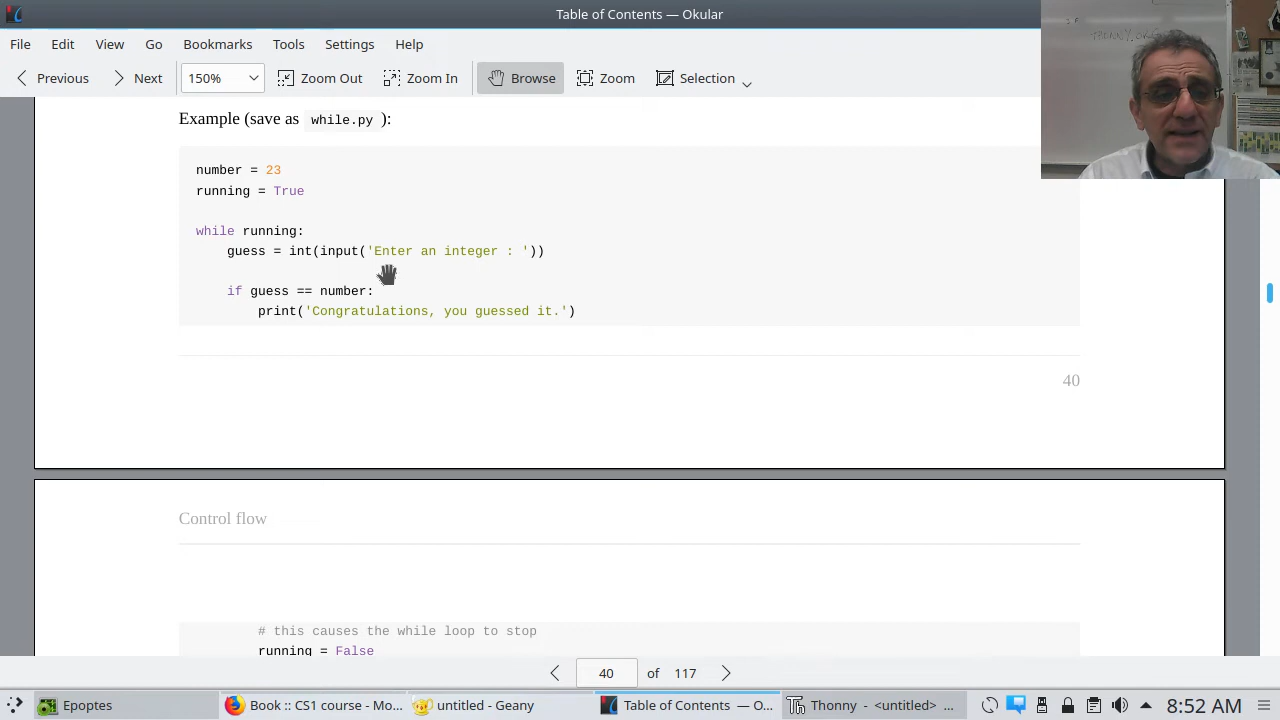 Table of Contents — Okular
File Edit View Go Bookmarks Tools Settings Help
Previous Next 150% Zoom Out Zoom In Browse Zoom Selection
Example (save as while.py ):
number = 23
running = True
while running:
guess = int(input('Enter an integer : '))
if guess == number:
print('Congratulations, you guessed it.')
40
Control flow
# this causes the while loop to stop
running = False
40 of 117
Epoptes Book :: CS1 course - Mo... untitled - Geany Table of Contents — O... Thonny - <untitled> ... 8:52 AM